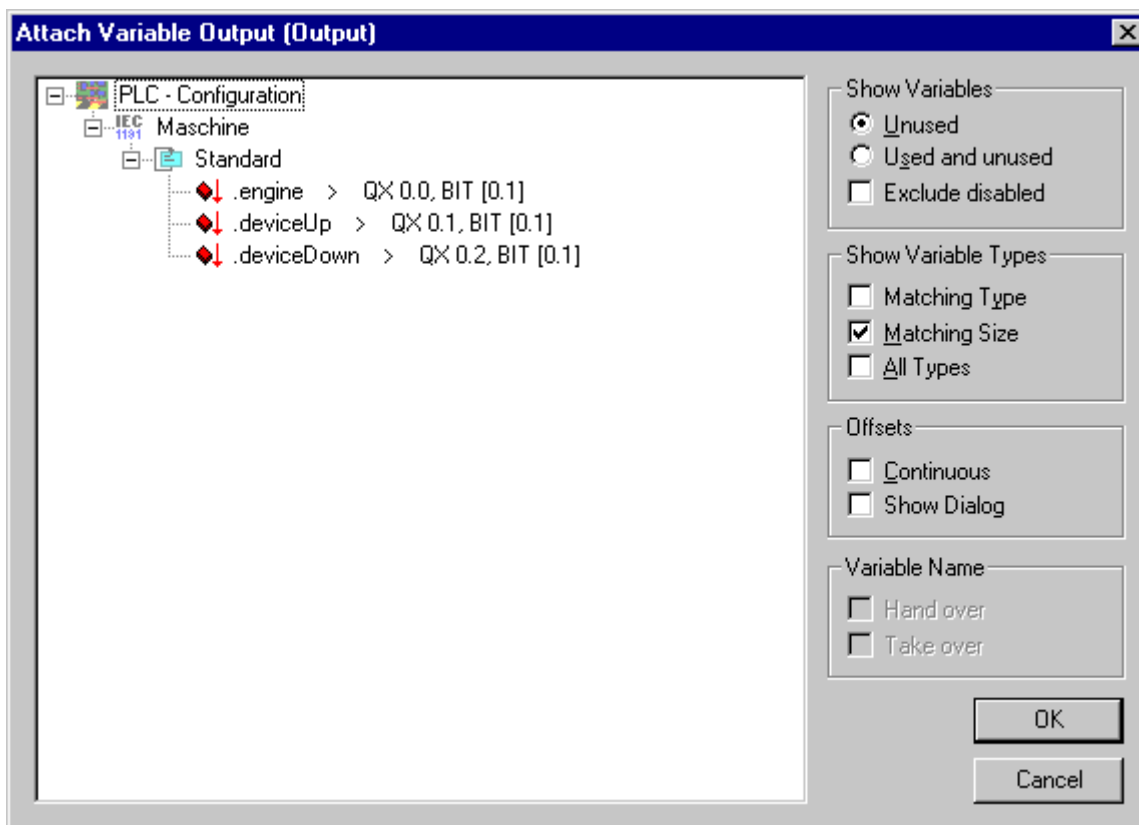 Attach Variable Output (Output)
PLC - Configuration
IEC
1131
Maschine
Standard
.engine > QX 0.0, BIT [0.1]
.deviceUp > QX 0.1, BIT [0.1]
.deviceDown > QX 0.2, BIT [0.1]
Show Variables
Unused
Used and unused
Exclude disabled
Show Variable Types
Matching Type
Matching Size
All Types
Offsets
Continuous
Show Dialog
Variable Name
Hand over
Take over
OK
Cancel